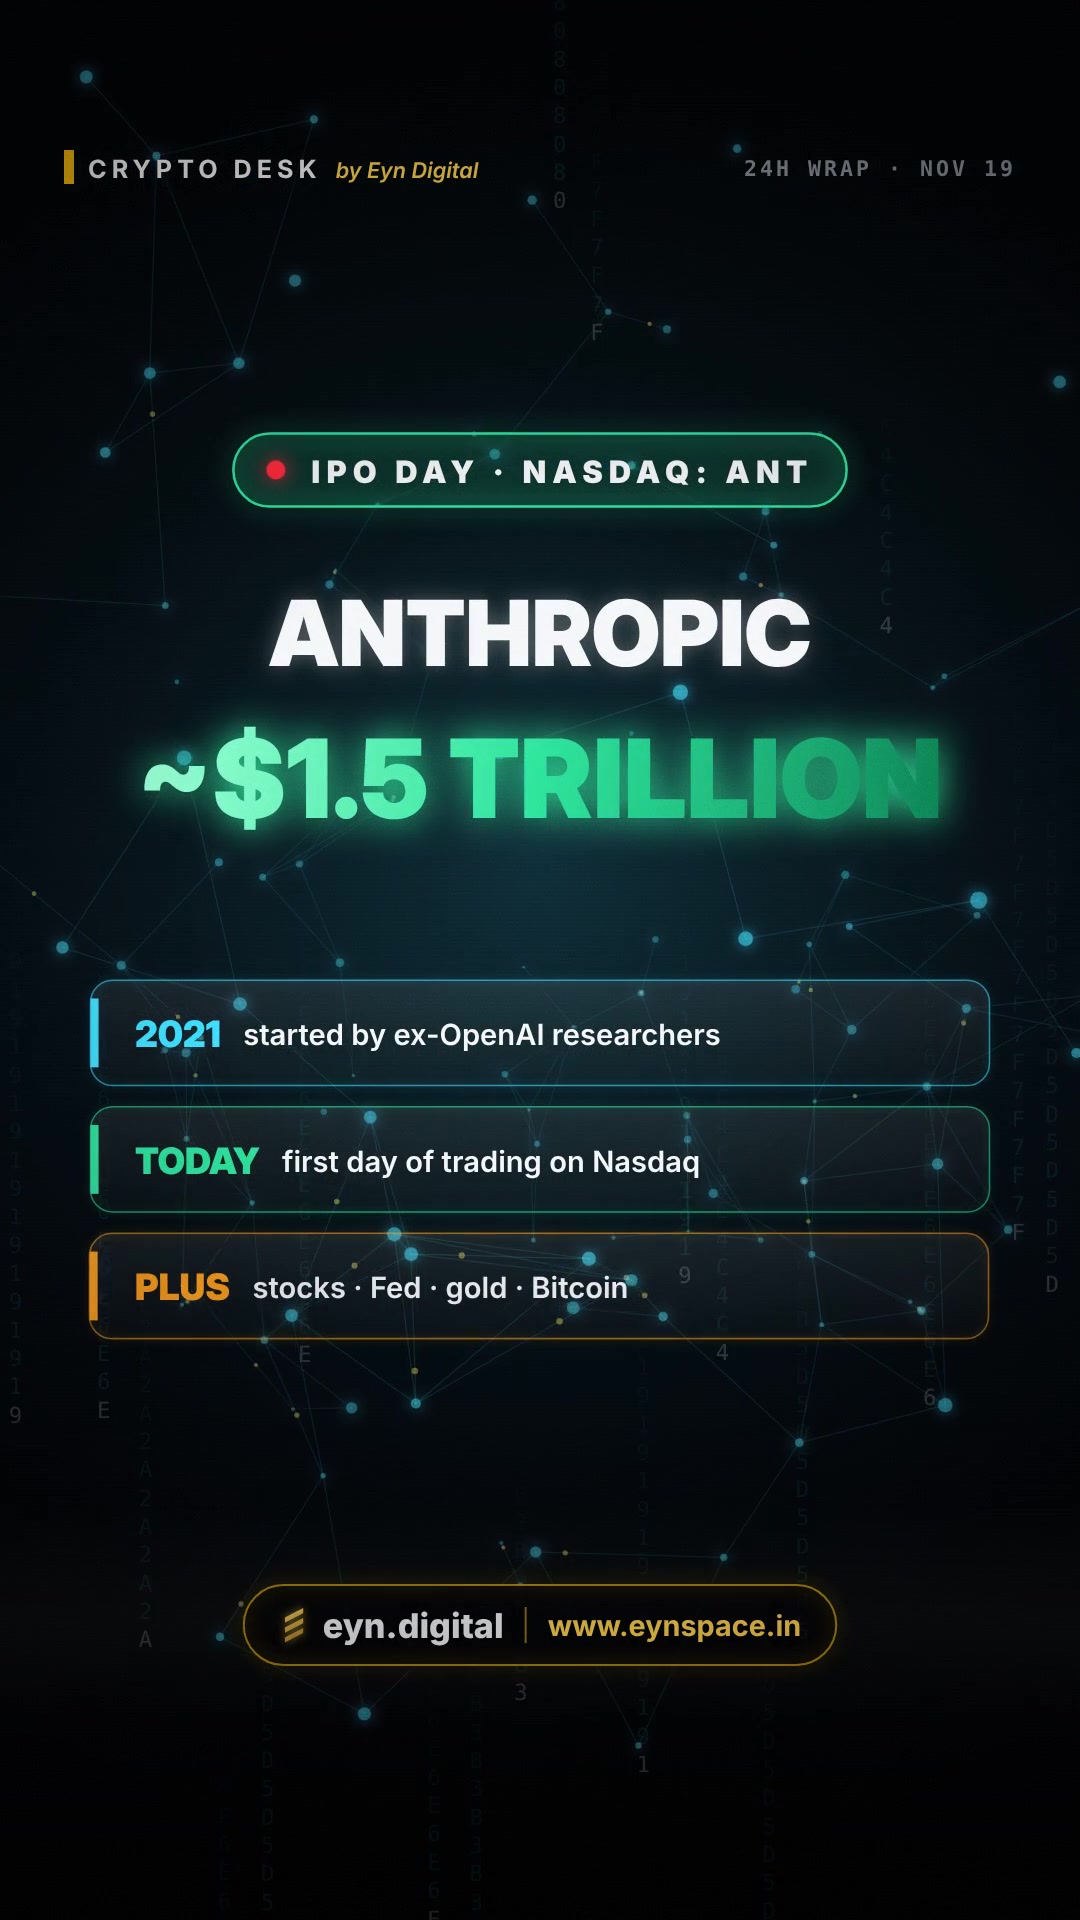 CRYPTO DESK by Eyn Digital
24H WRAP · NOV 19
IPO DAY · NASDAQ: ANT
ANTHROPIC
~$1.5 TRILLION
2021 started by ex-OpenAI researchers
TODAY first day of trading on Nasdaq
PLUS stocks · Fed · gold · Bitcoin
eyn.digital | www.eynspace.in